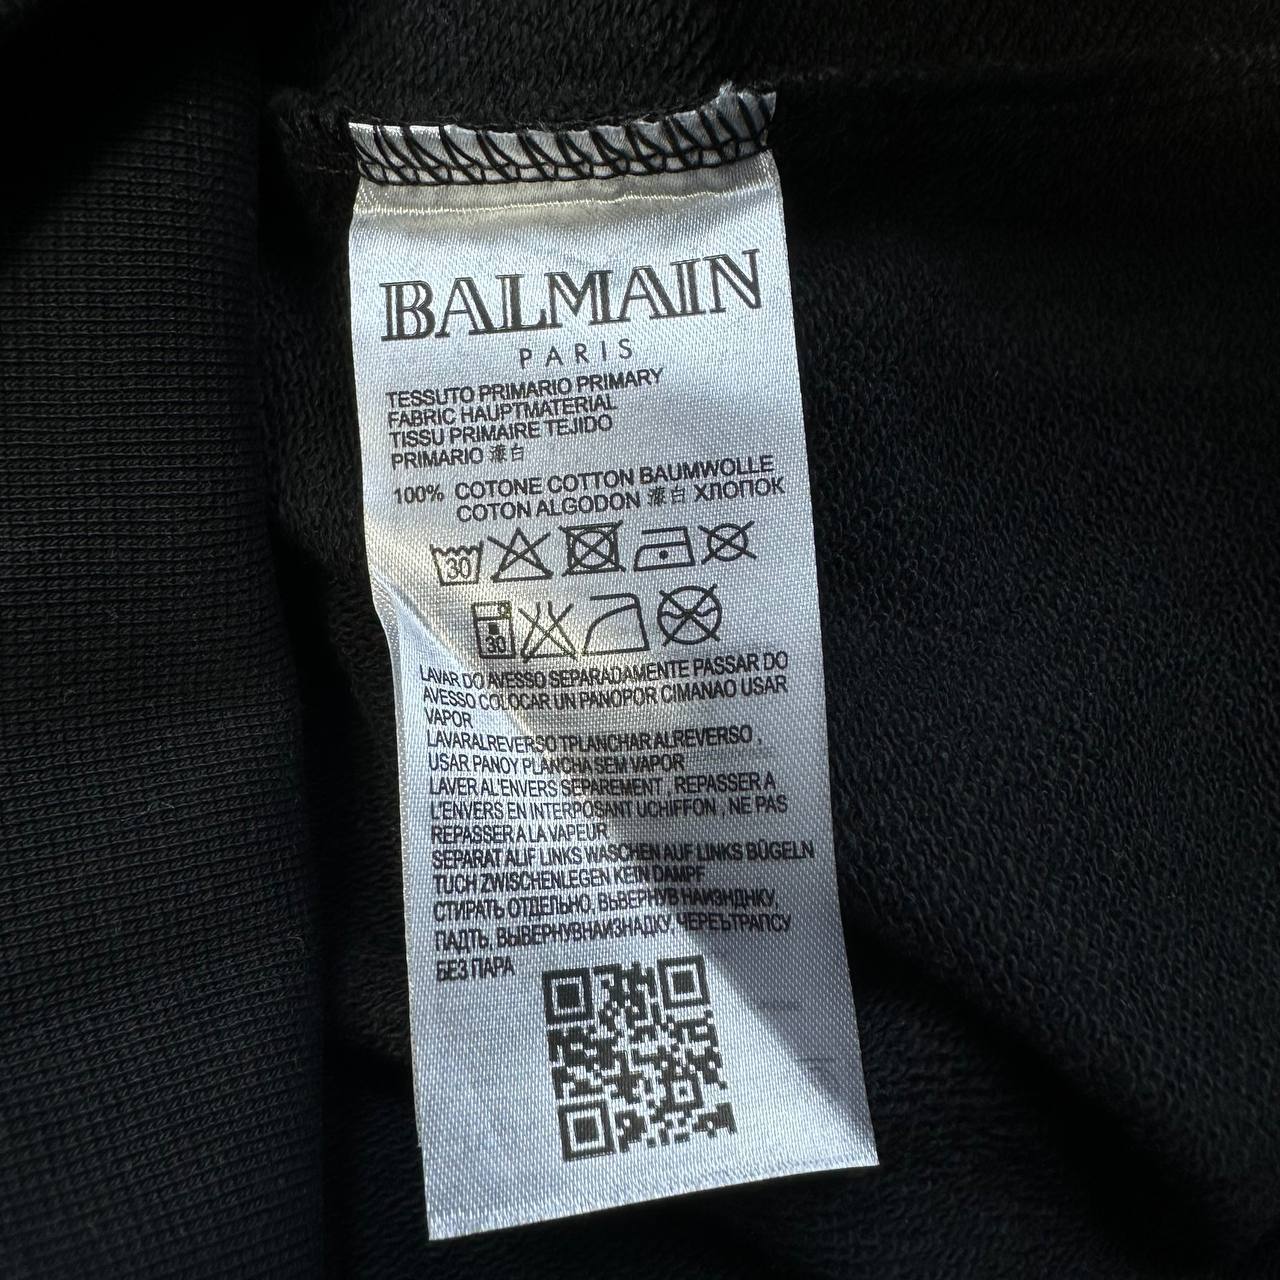 BALMAIN
PARIS
TESSUTO PRIMARIO PRIMARY
FABRIC HAUPTMATERIAL
TISSU PRIMAIRE TEJIDO
PRIMARIO 薄白
100% COTONE COTTON BAUMWOLLE
COTON ALGODON 薄白 ХЛОПОК
30
30
LAVAR DO AVESSO SEPARADAMENTE PASSAR DO
AVESSO COLOCAR UN PANOPOR CIMANAO USAR
VAPOR
LAVARALREVERSO TPLANCHAR ALREVERSO ,
USAR PANOY PLANCHA SEM VAPOR
LAVER AL'ENVERS SEPAREMENT , REPASSER A
L'ENVERS EN INTERPOSANT UCHIFFON , NE PAS
REPASSER A LA VAPEUR
SEPARAT ALIF LINKS WASCHEN AUF LINKS BÜGELN
TUCH ZWISCHENLEGEN KEIN DAMPF
СТИРАТЬ ОТДЕЛЬНО, ВЬВЕРНУВ НАИЗНДНКУ,
ПАДТЬ, ВЫВЕРНУВНАИЗНАДКУ, ЧЕРЕЪТРАПСУ
БЕЗ ПАРА